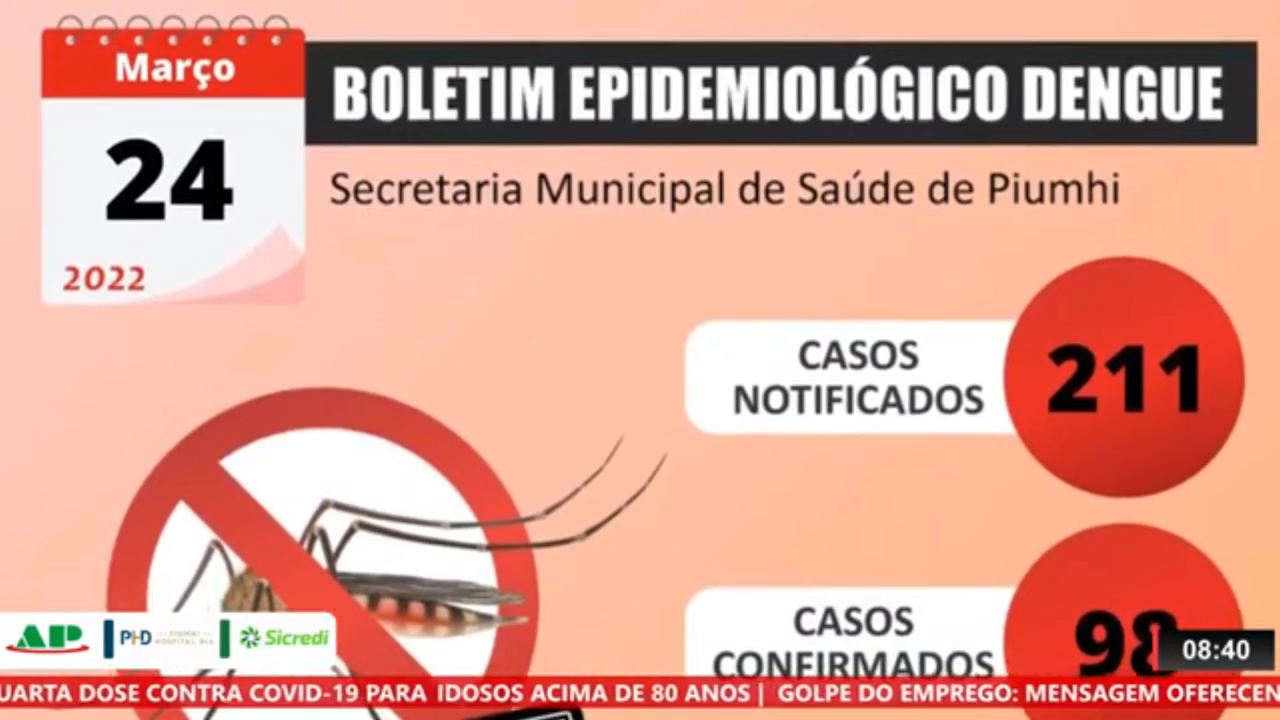 Março
24
2022
BOLETIM EPIDEMIOLÓGICO DENGUE
Secretaria Municipal de Saúde de Piumhi
CASOS
NOTIFICADOS
211
CASOS
CONFIRMADOS
98
AP
PHD
Sicredi
08:40
UARTA DOSE CONTRA COVID-19 PARA IDOSOS ACIMA DE 80 ANOS | GOLPE DO EMPREGO: MENSAGEM OFERECEN